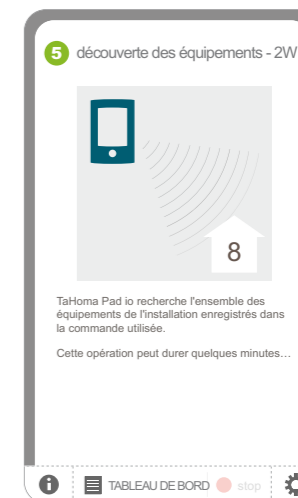 5 découverte des équipements - 2W
8
TaHoma Pad io recherche l'ensemble des
équipements de l'installation enregistrés dans
la commande utilisée.
Cette opération peut durer quelques minutes…
i TABLEAU DE BORD stop